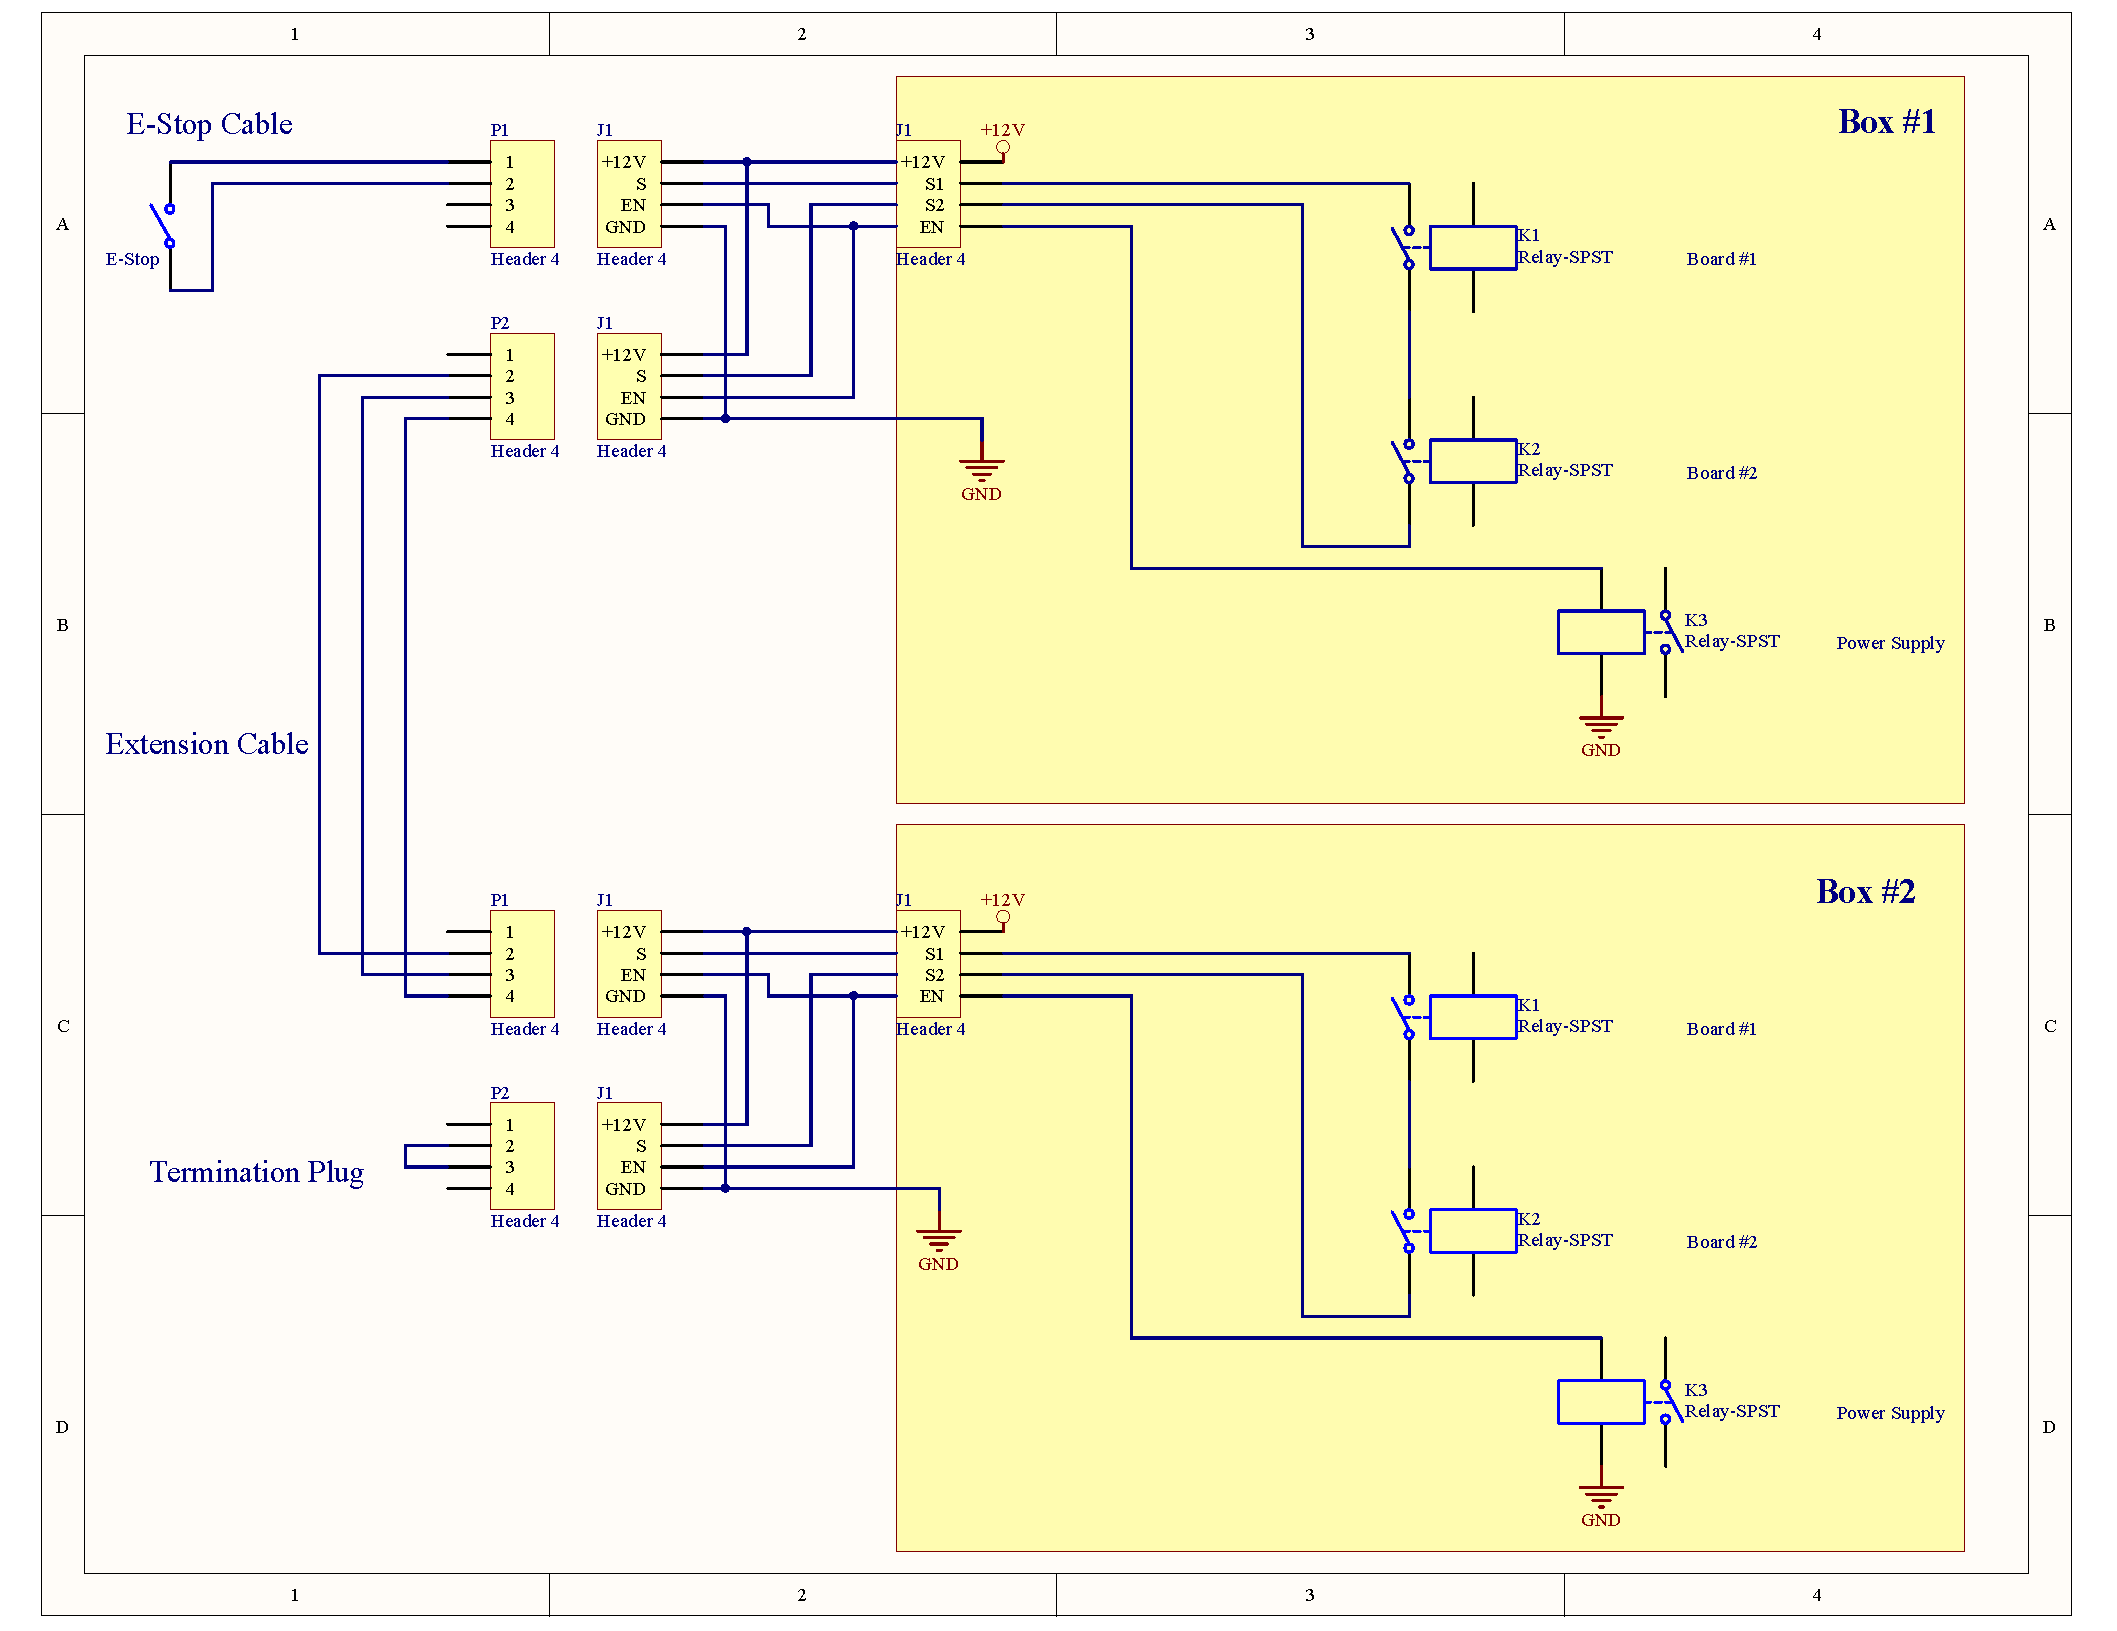 1 2 3 4
E-Stop Cable
Box #1
P1 J1 J1 +12V
1 +12V +12V
2 S S1
3 EN S2
4 GND EN
A A
K1
Relay-SPST Board #1
E-Stop Header 4 Header 4 Header 4
P2 J1
1 +12V
2 S
3 EN
4 GND
Header 4 Header 4
K2
Relay-SPST Board #2
GND
B B
K3
Relay-SPST Power Supply
Extension Cable
GND
Box #2
P1 J1 J1 +12V
1 +12V +12V
2 S S1
3 EN S2
4 GND EN
C C
K1
Relay-SPST Board #1
Header 4 Header 4 Header 4
P2 J1
1 +12V
2 S
3 EN
4 GND
Termination Plug
Header 4 Header 4
K2
Relay-SPST Board #2
GND
K3
Relay-SPST Power Supply
D D
GND
1 2 3 4